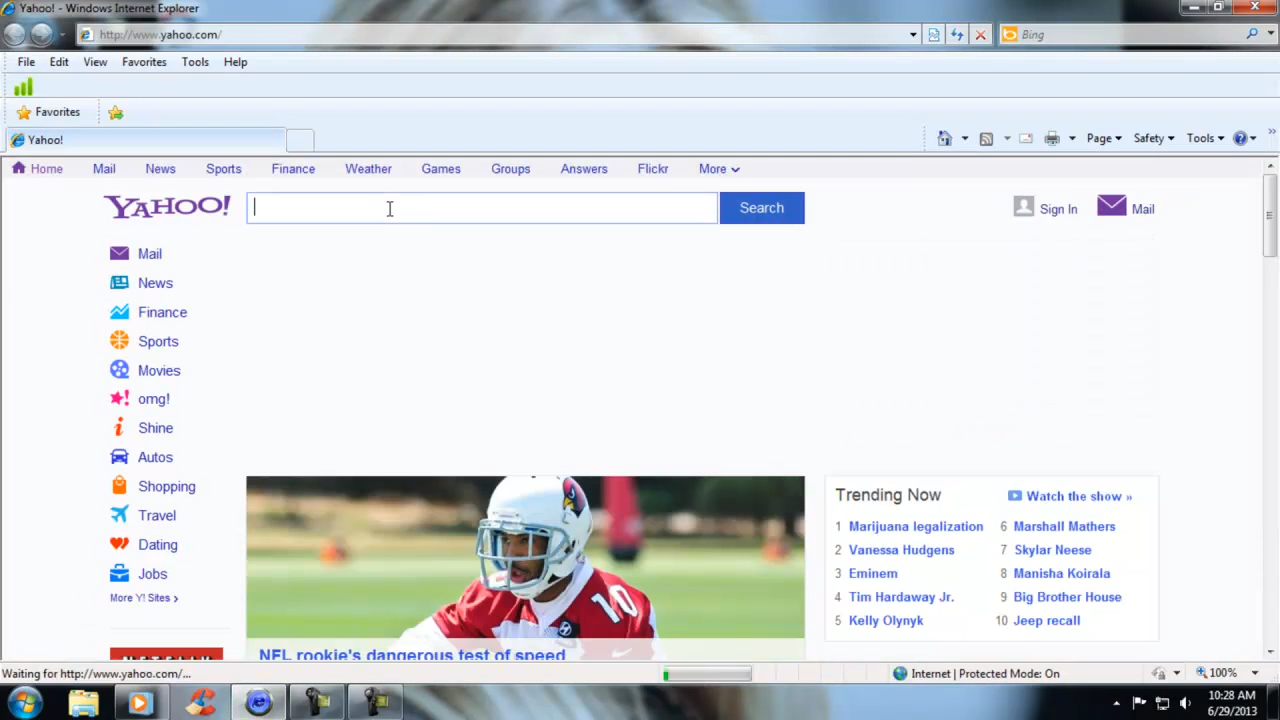 Yahoo! - Windows Internet Explorer
http://www.yahoo.com/
Bing
File Edit View Favorites Tools Help
Favorites
Yahoo!
Page Safety Tools
Home Mail News Sports Finance Weather Games Groups Answers Flickr More
YAHOO!
Search
Sign In
Mail
Mail
News
Finance
Sports
Movies
omg!
Shine
Autos
Shopping
Travel
Dating
Jobs
More Y! Sites >
10
NFL rookie's dangerous test of speed
Trending Now
Watch the show »
1 Marijuana legalization
2 Vanessa Hudgens
3 Eminem
4 Tim Hardaway Jr.
5 Kelly Olynyk
6 Marshall Mathers
7 Skylar Neese
8 Manisha Koirala
9 Big Brother House
10 Jeep recall
Waiting for http://www.yahoo.com/...
Internet | Protected Mode: On
100%
10:28 AM
6/29/2013